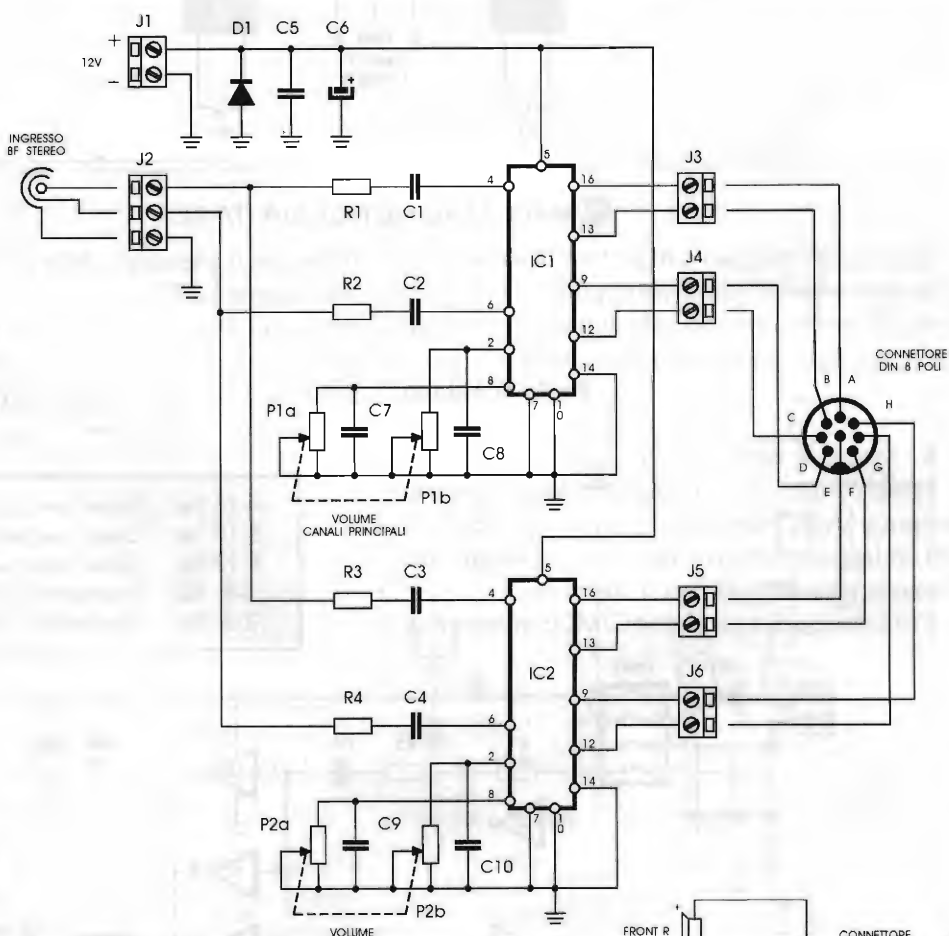 J1
D1
C5
C6
+
12V
–
+
INGRESSO
BF STEREO
J2
5
4
16
J3
R1
C1
13
IC1
J4
R2
C2
9
6
12
2
14
CONNETTORE
DIN 8 POLI
8
B
A
H
P1a
C7
7
1
0
C
C8
D
G
E
F
P1b
VOLUME
CANALI PRINCIPALI
5
R3
C3
4
16
J5
13
IC2
R4
C4
9
J6
6
12
2
14
8
P2a
C9
7
1
0
C10
P2b
VOLUME
+
FRONT R
CONNETTORE